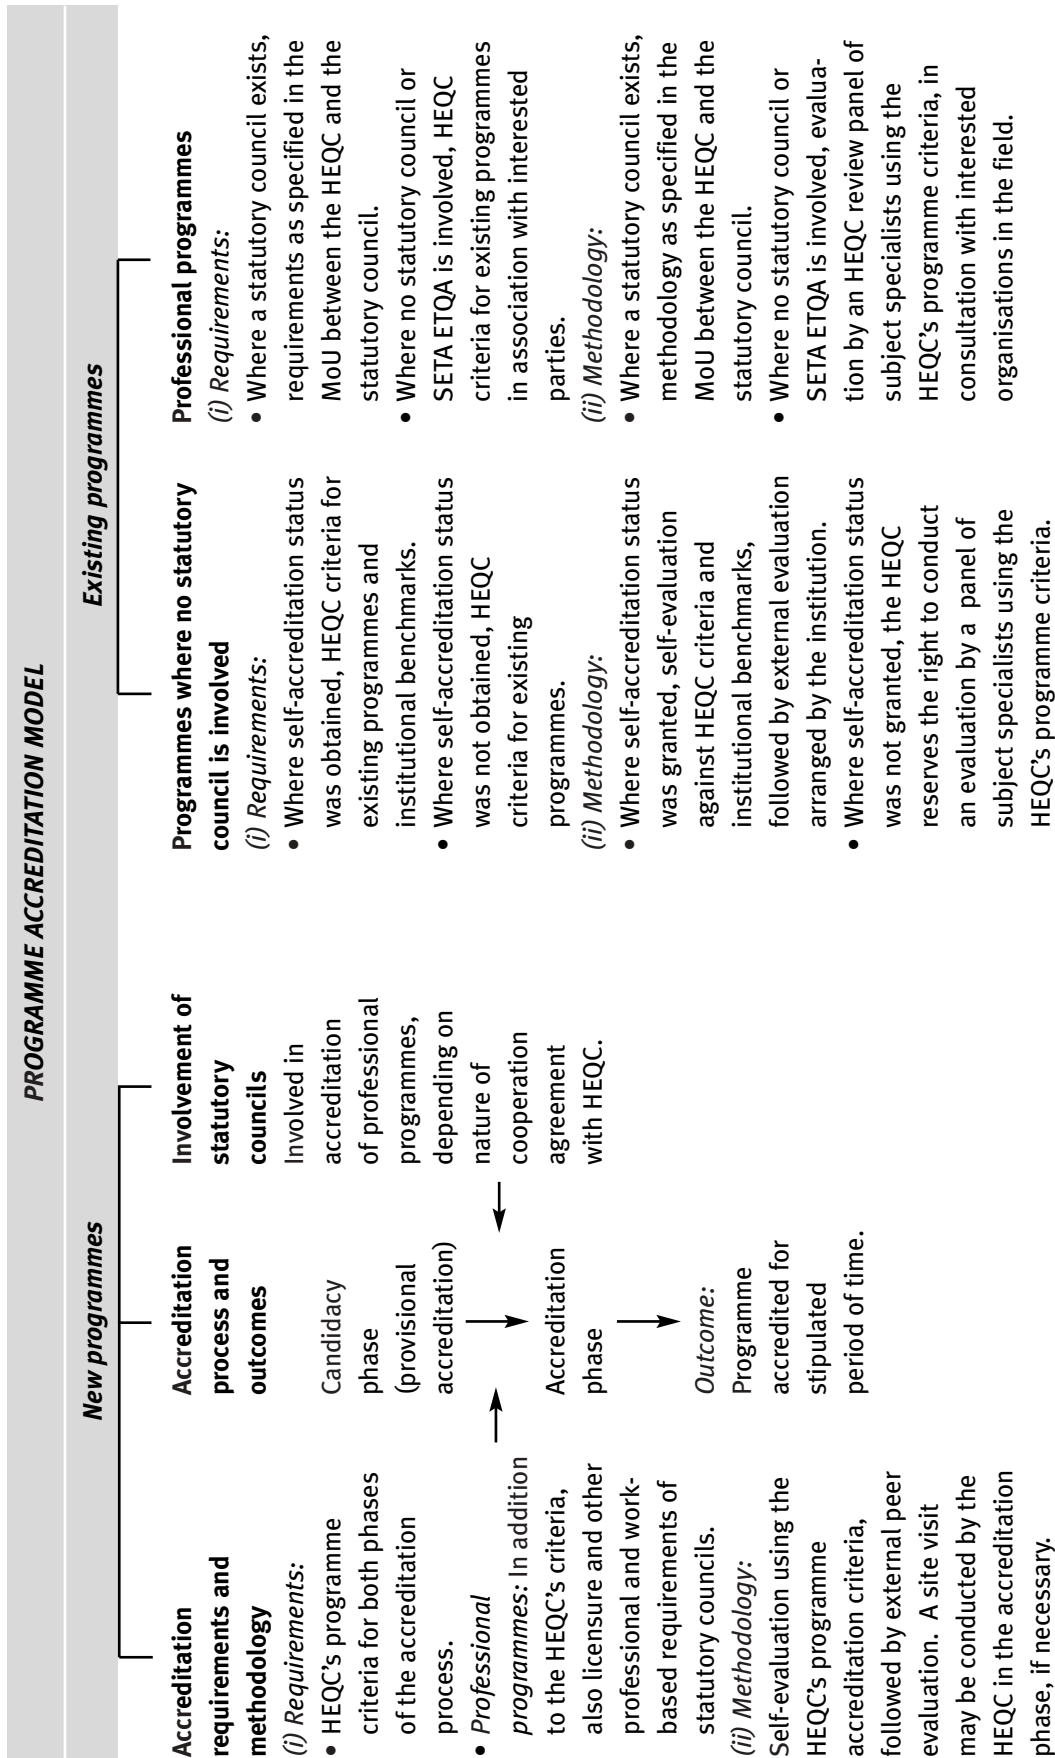 PROGRAMME ACCREDITATION MODEL
New programmes
Accreditation
requirements and
methodology
(i) Requirements:
• HEQC’s programme
criteria for both phases
of the accreditation
process.
• Professional
programmes: In addition
to the HEQC’s criteria,
also licensure and other
professional and work-
based requirements of
statutory councils.
(ii) Methodology:
Self-evaluation using the
HEQC’s programme
accreditation criteria,
followed by external peer
evaluation. A site visit
may be conducted by the
HEQC in the accreditation
phase, if necessary.
Accreditation
process and
outcomes
Candidacy
phase
(provisional
accreditation)
Accreditation
phase
Outcome:
Programme
accredited for
stipulated
period of time.
Involvement of
statutory
councils
Involved in
accreditation
of professional
programmes,
depending on
nature of
cooperation
agreement
with HEQC.
Existing programmes
Programmes where no statutory
council is involved
(i) Requirements:
• Where self-accreditation status
was obtained, HEQC criteria for
existing programmes and
institutional benchmarks.
• Where self-accreditation status
was not obtained, HEQC
criteria for existing
programmes.
(ii) Methodology:
• Where self-accreditation status
was granted, self-evaluation
against HEQC criteria and
institutional benchmarks,
followed by external evaluation
arranged by the institution.
• Where self-accreditation status
was not granted, the HEQC
reserves the right to conduct
an evaluation by a panel of
subject specialists using the
HEQC’s programme criteria.
Professional programmes
(i) Requirements:
• Where a statutory council exists,
requirements as specified in the
MoU between the HEQC and the
statutory council.
• Where no statutory council or
SETA ETQA is involved, HEQC
criteria for existing programmes
in association with interested
parties.
(ii) Methodology:
• Where a statutory council exists,
methodology as specified in the
MoU between the HEQC and the
statutory council.
• Where no statutory council or
SETA ETQA is involved, evalua-
tion by an HEQC review panel of
subject specialists using the
HEQC’s programme criteria, in
consultation with interested
organisations in the field.